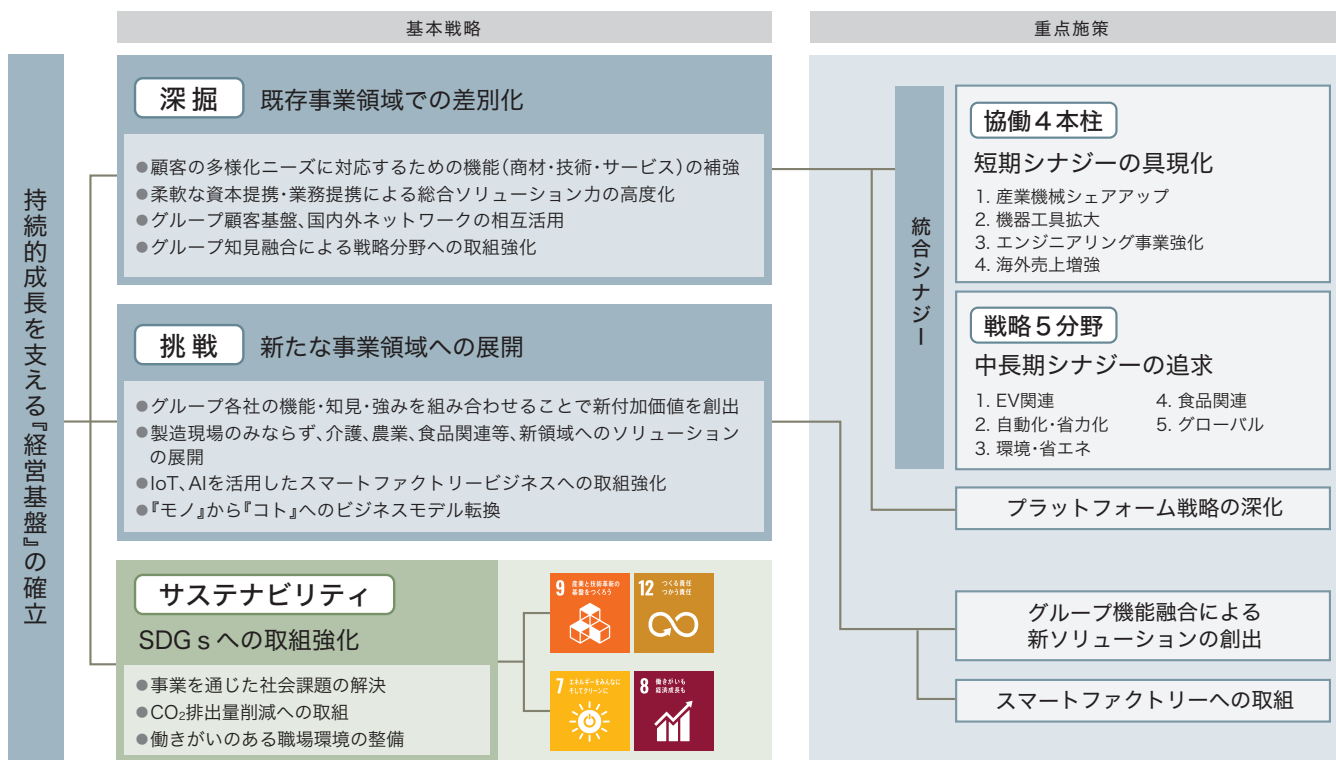 基本戦略
重点施策
持続的成長を支える『経営基盤』の確立
深掘
既存事業領域での差別化
●顧客の多様化ニーズに対応するための機能(商材・技術・サービス)の補強
●柔軟な資本提携・業務提携による総合ソリューション力の高度化
●グループ顧客基盤、国内外ネットワークの相互活用
●グループ知見融合による戦略分野への取組強化
挑戦
新たな事業領域への展開
●グループ各社の機能・知見・強みを組み合わせることで新付加価値を創出
●製造現場のみならず、介護、農業、食品関連等、新領域へのソリューション
の展開
●IoT、AIを活用したスマートファクトリービジネスへの取組強化
●『モノ』から『コト』へのビジネスモデル転換
サステナビリティ
SDGsへの取組強化
●事業を通じた社会課題の解決
●CO₂排出量削減への取組
●働きがいのある職場環境の整備
9
産業と技術革新の
基盤をつくろう
12
つくる責任
つかう責任
7
エネルギーをみんなに
そしてクリーンに
8
働きがいも
経済成長も
統合シナジー
協働4本柱
短期シナジーの具現化
1. 産業機械シェアアップ
2. 機器工具拡大
3. エンジニアリング事業強化
4. 海外売上増強
戦略5分野
中長期シナジーの追求
1. EV関連
2. 自動化・省力化
3. 環境・省エネ
4. 食品関連
5. グローバル
プラットフォーム戦略の深化
グループ機能融合による
新ソリューションの創出
スマートファクトリーへの取組